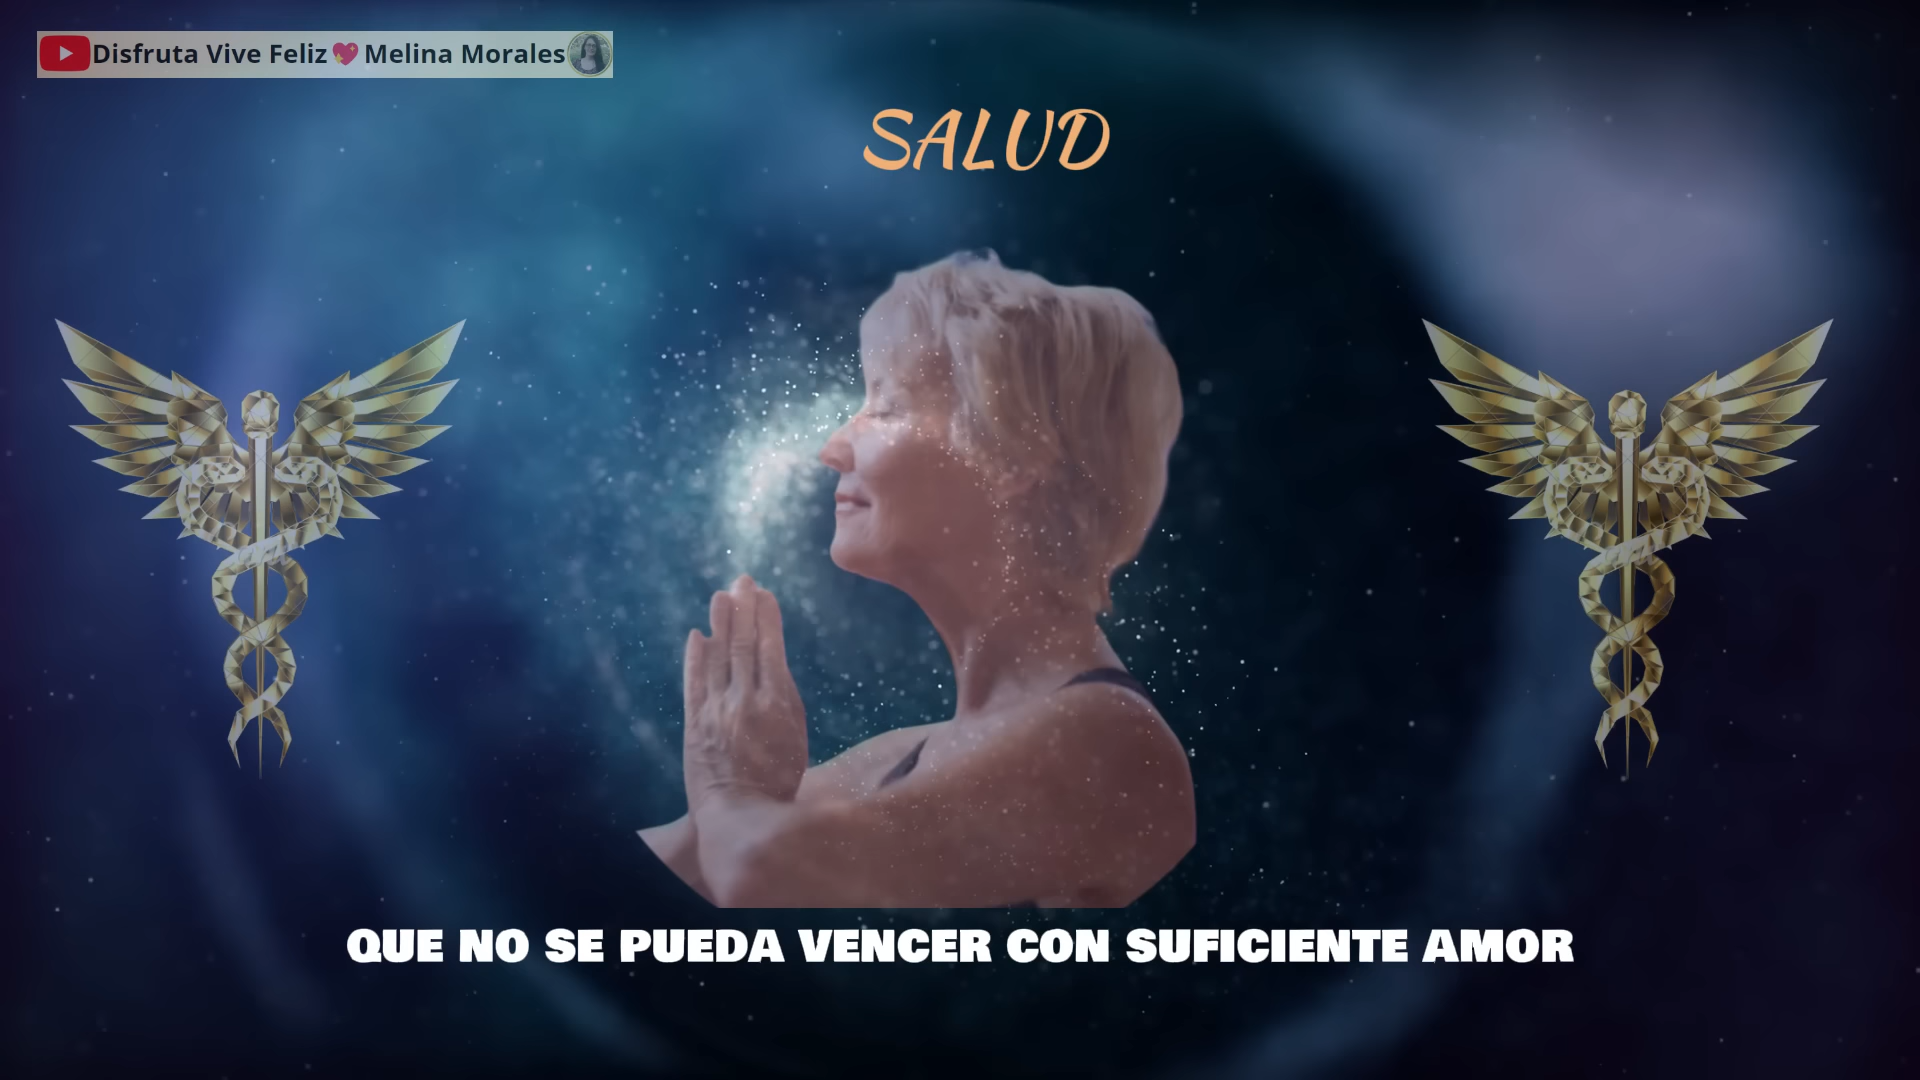 Disfruta Vive Feliz💖Melina Morales
SALUD
QUE NO SE PUEDA VENCER CON SUFICIENTE AMOR